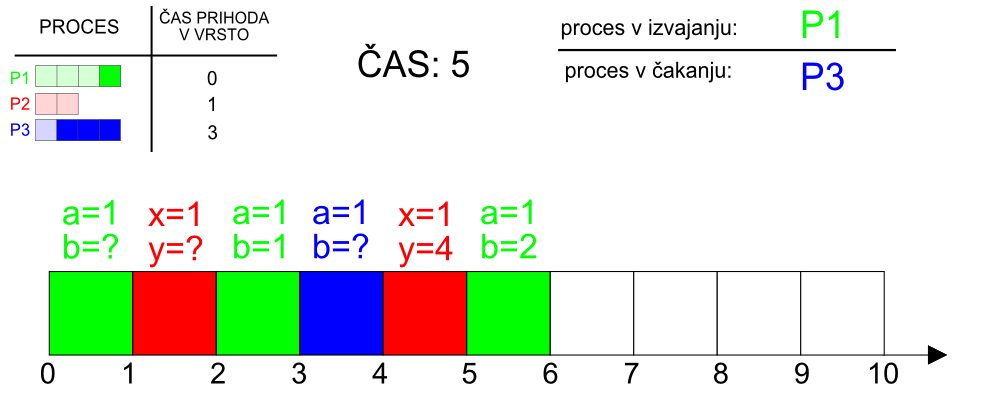 PROCES
ČAS PRIHODA
V VRSTO
P1 0
P2 1
P3 3
ČAS: 5
proces v izvajanju: P1
proces v čakanju: P3
a=1 x=1 a=1 a=1 x=1 a=1
b=? y=? b=1 b=? y=4 b=2
0 1 2 3 4 5 6 7 8 9 10